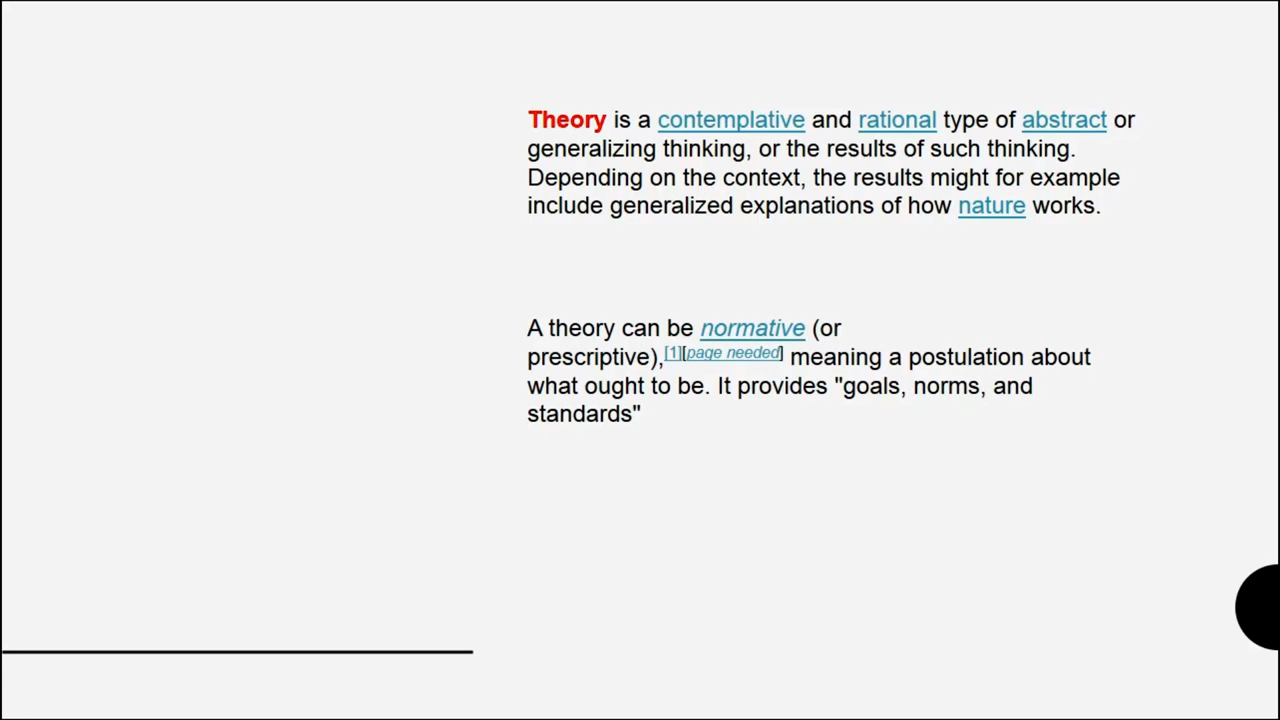 Theory is a contemplative and rational type of abstract or
generalizing thinking, or the results of such thinking.
Depending on the context, the results might for example
include generalized explanations of how nature works.
A theory can be normative (or
prescriptive),[1][page needed] meaning a postulation about
what ought to be. It provides "goals, norms, and
standards"